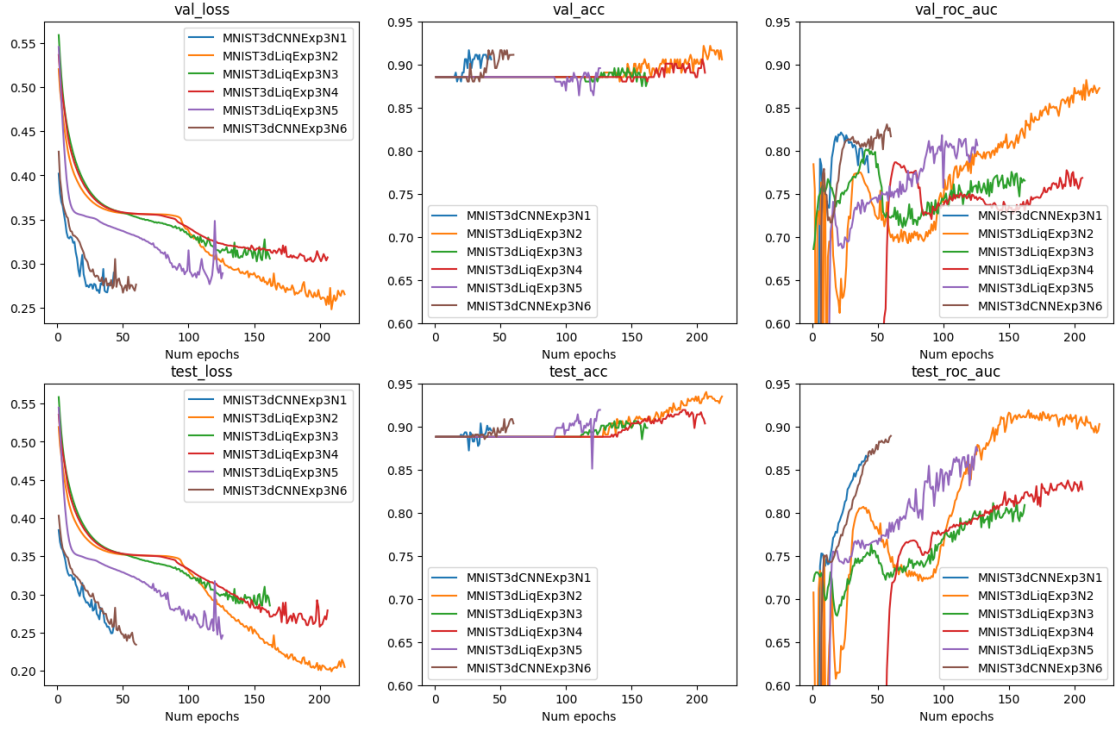 val_loss
0.55
0.50
0.45
0.40
0.35
0.30
0.25
0
50
100
150
200
Num epochs
MNIST3dCNNExp3N1
MNIST3dLiqExp3N2
MNIST3dLiqExp3N3
MNIST3dLiqExp3N4
MNIST3dLiqExp3N5
MNIST3dCNNExp3N6
val_acc
0.95
0.90
0.85
0.80
0.75
0.70
0.65
0.60
0
50
100
150
200
Num epochs
MNIST3dCNNExp3N1
MNIST3dLiqExp3N2
MNIST3dLiqExp3N3
MNIST3dLiqExp3N4
MNIST3dLiqExp3N5
MNIST3dCNNExp3N6
val_roc_auc
0.95
0.90
0.85
0.80
0.75
0.70
0.65
0.60
0
50
100
150
200
Num epochs
MNIST3dCNNExp3N1
MNIST3dLiqExp3N2
MNIST3dLiqExp3N3
MNIST3dLiqExp3N4
MNIST3dLiqExp3N5
MNIST3dCNNExp3N6
test_loss
0.55
0.50
0.45
0.40
0.35
0.30
0.25
0.20
0
50
100
150
200
Num epochs
MNIST3dCNNExp3N1
MNIST3dLiqExp3N2
MNIST3dLiqExp3N3
MNIST3dLiqExp3N4
MNIST3dLiqExp3N5
MNIST3dCNNExp3N6
test_acc
0.95
0.90
0.85
0.80
0.75
0.70
0.65
0.60
0
50
100
150
200
Num epochs
MNIST3dCNNExp3N1
MNIST3dLiqExp3N2
MNIST3dLiqExp3N3
MNIST3dLiqExp3N4
MNIST3dLiqExp3N5
MNIST3dCNNExp3N6
test_roc_auc
0.95
0.90
0.85
0.80
0.75
0.70
0.65
0.60
0
50
100
150
200
Num epochs
MNIST3dCNNExp3N1
MNIST3dLiqExp3N2
MNIST3dLiqExp3N3
MNIST3dLiqExp3N4
MNIST3dLiqExp3N5
MNIST3dCNNExp3N6